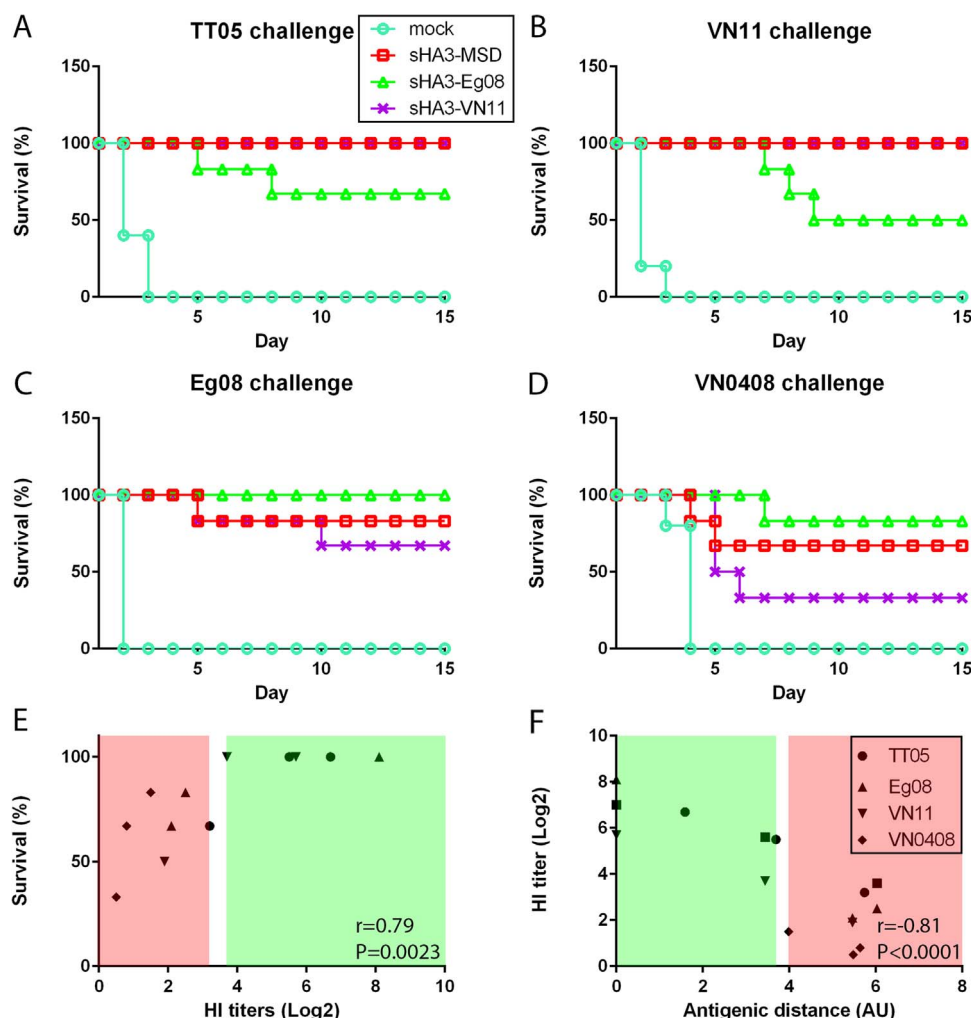 A
TT05 challenge
mock
sHA3-MSD
sHA3-Eg08
sHA3-VN11
150
100
50
0
Survival (%)
5
10
15
Day
B
VN11 challenge
150
100
50
0
Survival (%)
5
10
15
Day
C
Eg08 challenge
150
100
50
0
Survival (%)
5
10
15
Day
D
VN0408 challenge
150
100
50
0
Survival (%)
5
10
15
Day
E
100
50
0
Survival (%)
r=0.79
P=0.0023
0 2 4 6 8 10
HI titers (Log2)
F
10
8
6
4
2
0
HI titer (Log2)
TT05
Eg08
VN11
VN0408
r=-0.81
P<0.0001
0 2 4 6 8
Antigenic distance (AU)